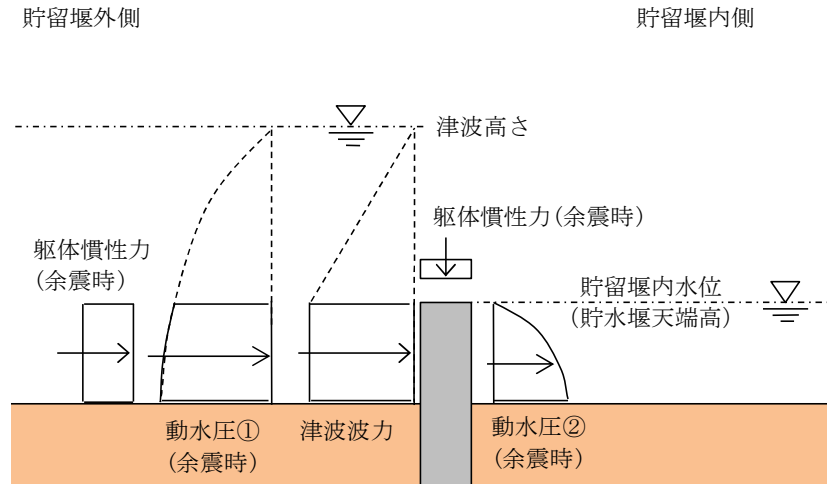 貯留堰外側
貯留堰内側
津波高さ
躯体慣性力(余震時)
躯体慣性力
(余震時)
貯留堰内水位
(貯水堰天端高)
動水圧①
(余震時)
津波波力
動水圧②
(余震時)